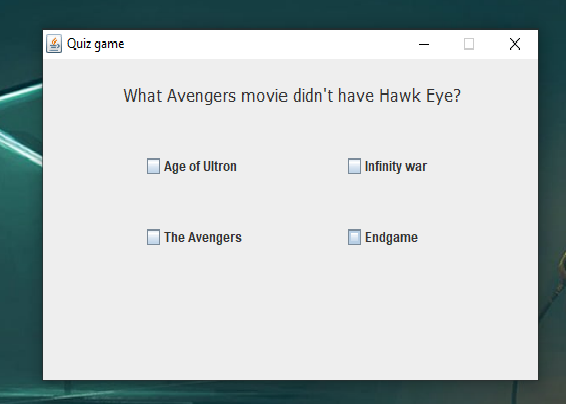 Quiz game
What Avengers movie didn't have Hawk Eye?
Age of Ultron
Infinity war
The Avengers
Endgame